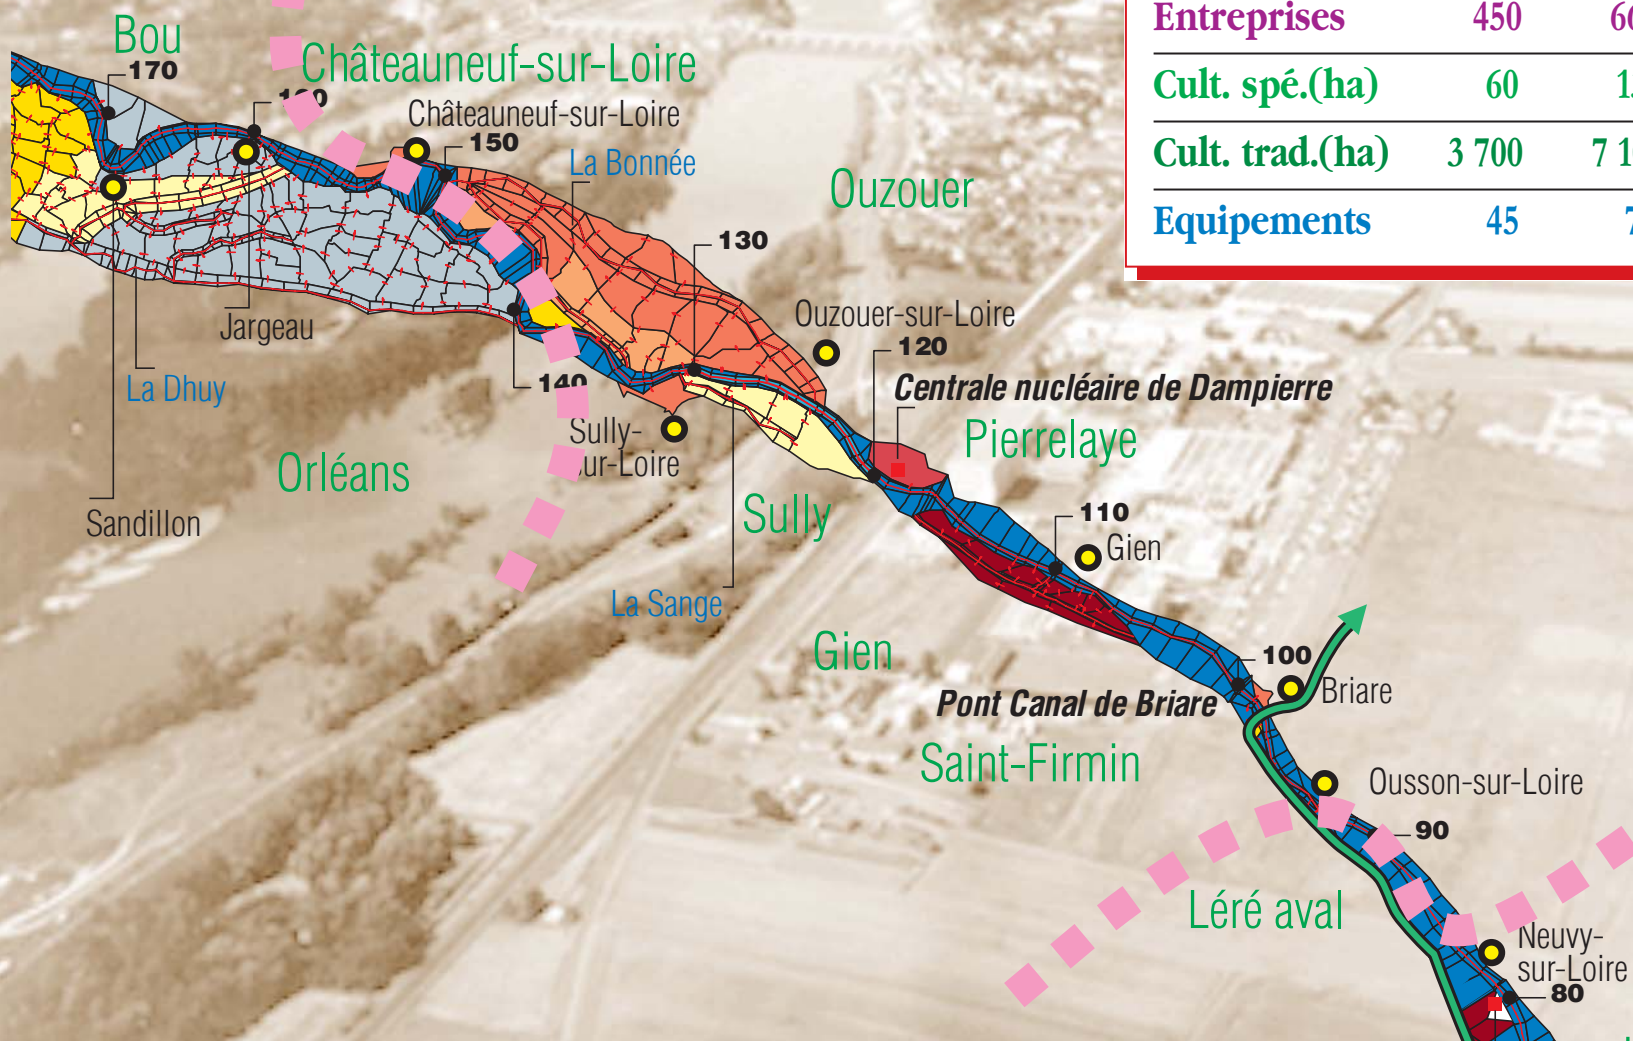 Bou
170
Châteauneuf-sur-Loire
Châteauneuf-sur-Loire
150
La Bonnée
Ouzouer
Entreprises 450
Cult. spé.(ha) 60
Cult. trad.(ha) 3 700
Equipements 45
130
Jargeau
Ouzouer-sur-Loire
120
La Dhuy
140
Centrale nucléaire de Dampierre
Sully-
sur-Loire
Pierrelaye
Orléans
Sandillon
Sully
110
Gien
La Sange
Gien
100
Briare
Pont Canal de Briare
Saint-Firmin
Ousson-sur-Loire
90
Léré aval
Neuvy-
sur-Loire
80